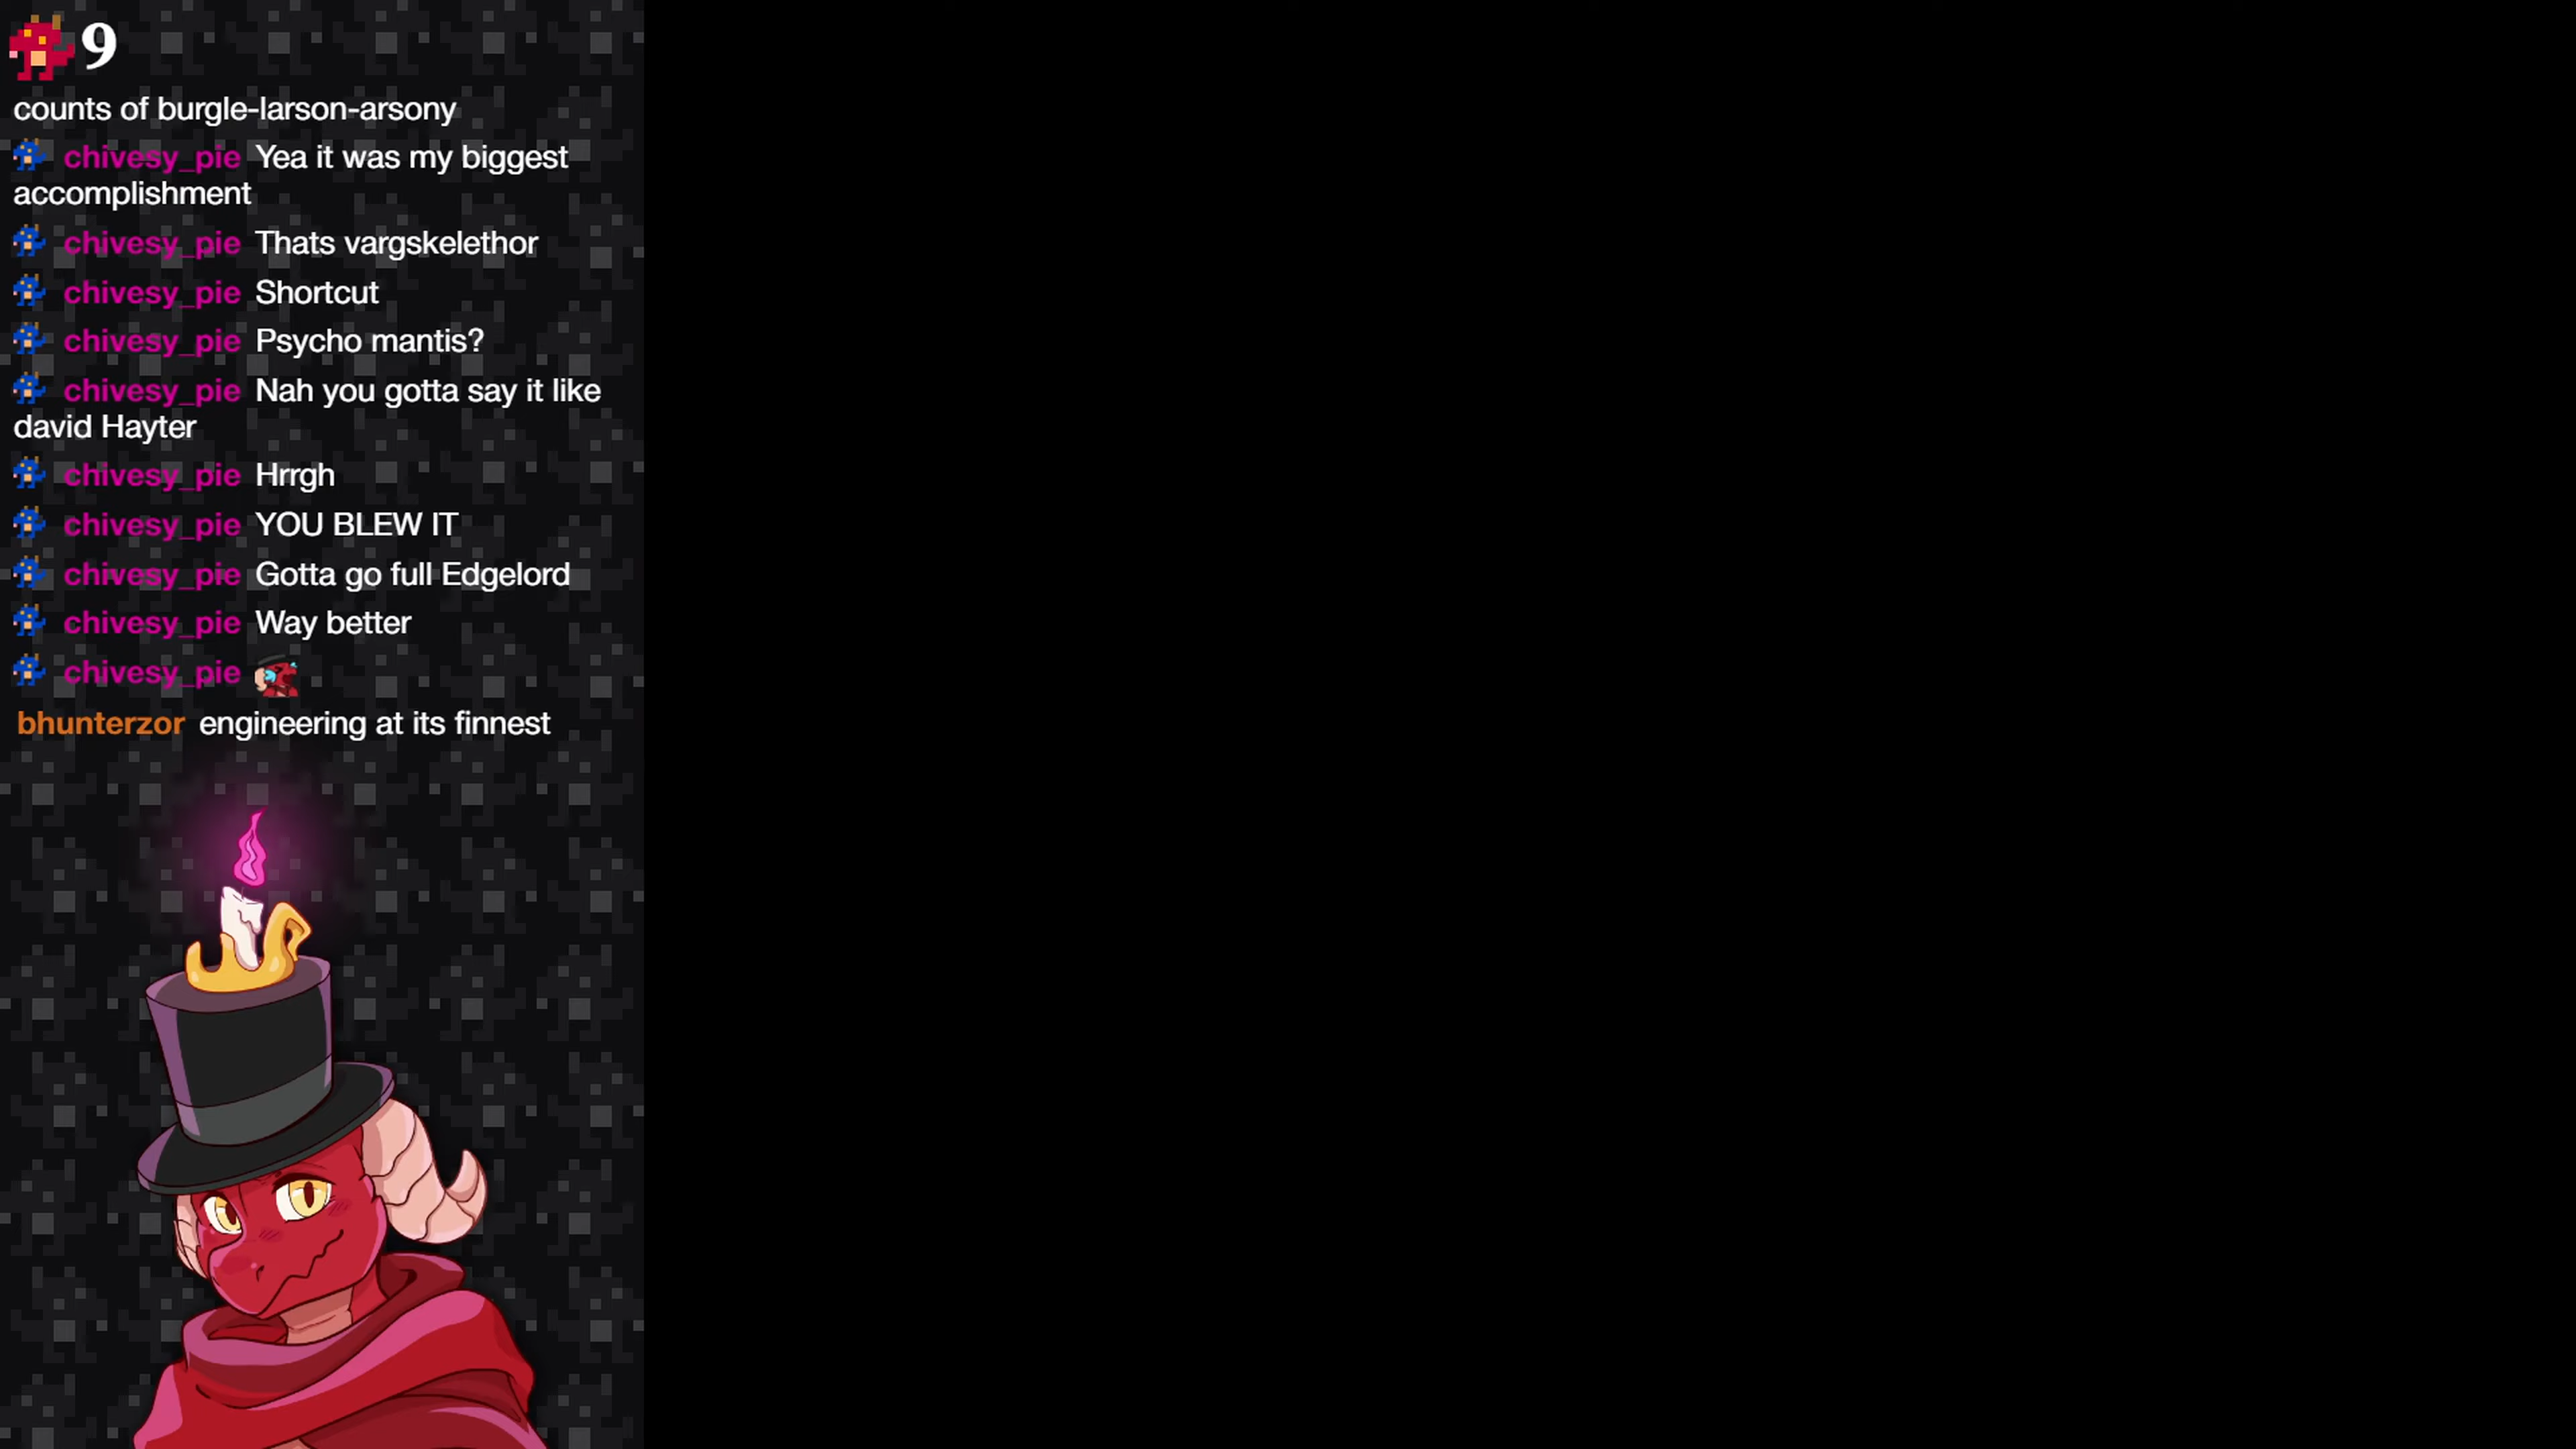 9
counts of burgle-larson-arsony
chivesy_pie Yea it was my biggest
accomplishment
chivesy_pie Thats vargskelethor
chivesy_pie Shortcut
chivesy_pie Psycho mantis?
chivesy_pie Nah you gotta say it like
david Hayter
chivesy_pie Hrrgh
chivesy_pie YOU BLEW IT
chivesy_pie Gotta go full Edgelord
chivesy_pie Way better
chivesy_pie
bhunterzor engineering at its finnest